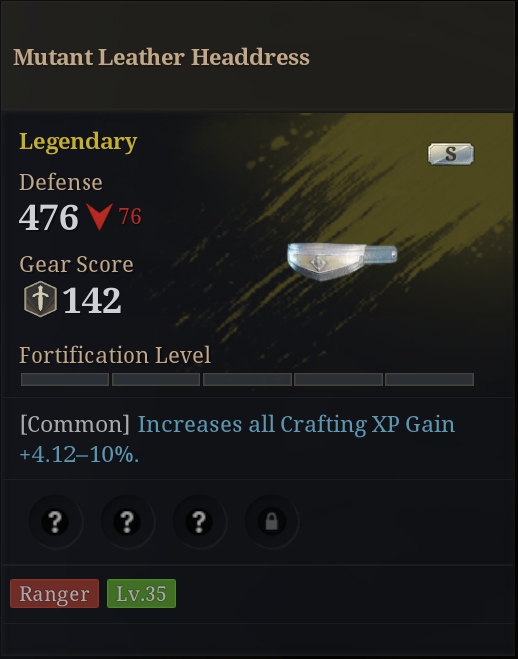 Mutant Leather Headdress
Legendary
S
Defense
476 76
Gear Score
142
Fortification Level
[Common] Increases all Crafting XP Gain
+4.12–10%.
? ? ?
Ranger Lv.35